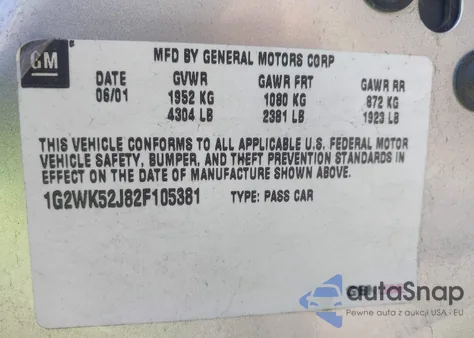 GM
MFD BY GENERAL MOTORS CORP
DATE GVWR GAWR FRT GAWR RR
06/01 1952 KG 1080 KG 872 KG
4304 LB 2381 LB 1923 LB
THIS VEHICLE CONFORMS TO ALL APPLICABLE U.S. FEDERAL MOTOR
VEHICLE SAFETY, BUMPER, AND THEFT PREVENTION STANDARDS IN
EFFECT ON THE DATE OF MANUFACTURE SHOWN ABOVE.
1G2WK52J82F105381 TYPE: PASS CAR
autaSnap
Pewne auta z aukcji USA i EU